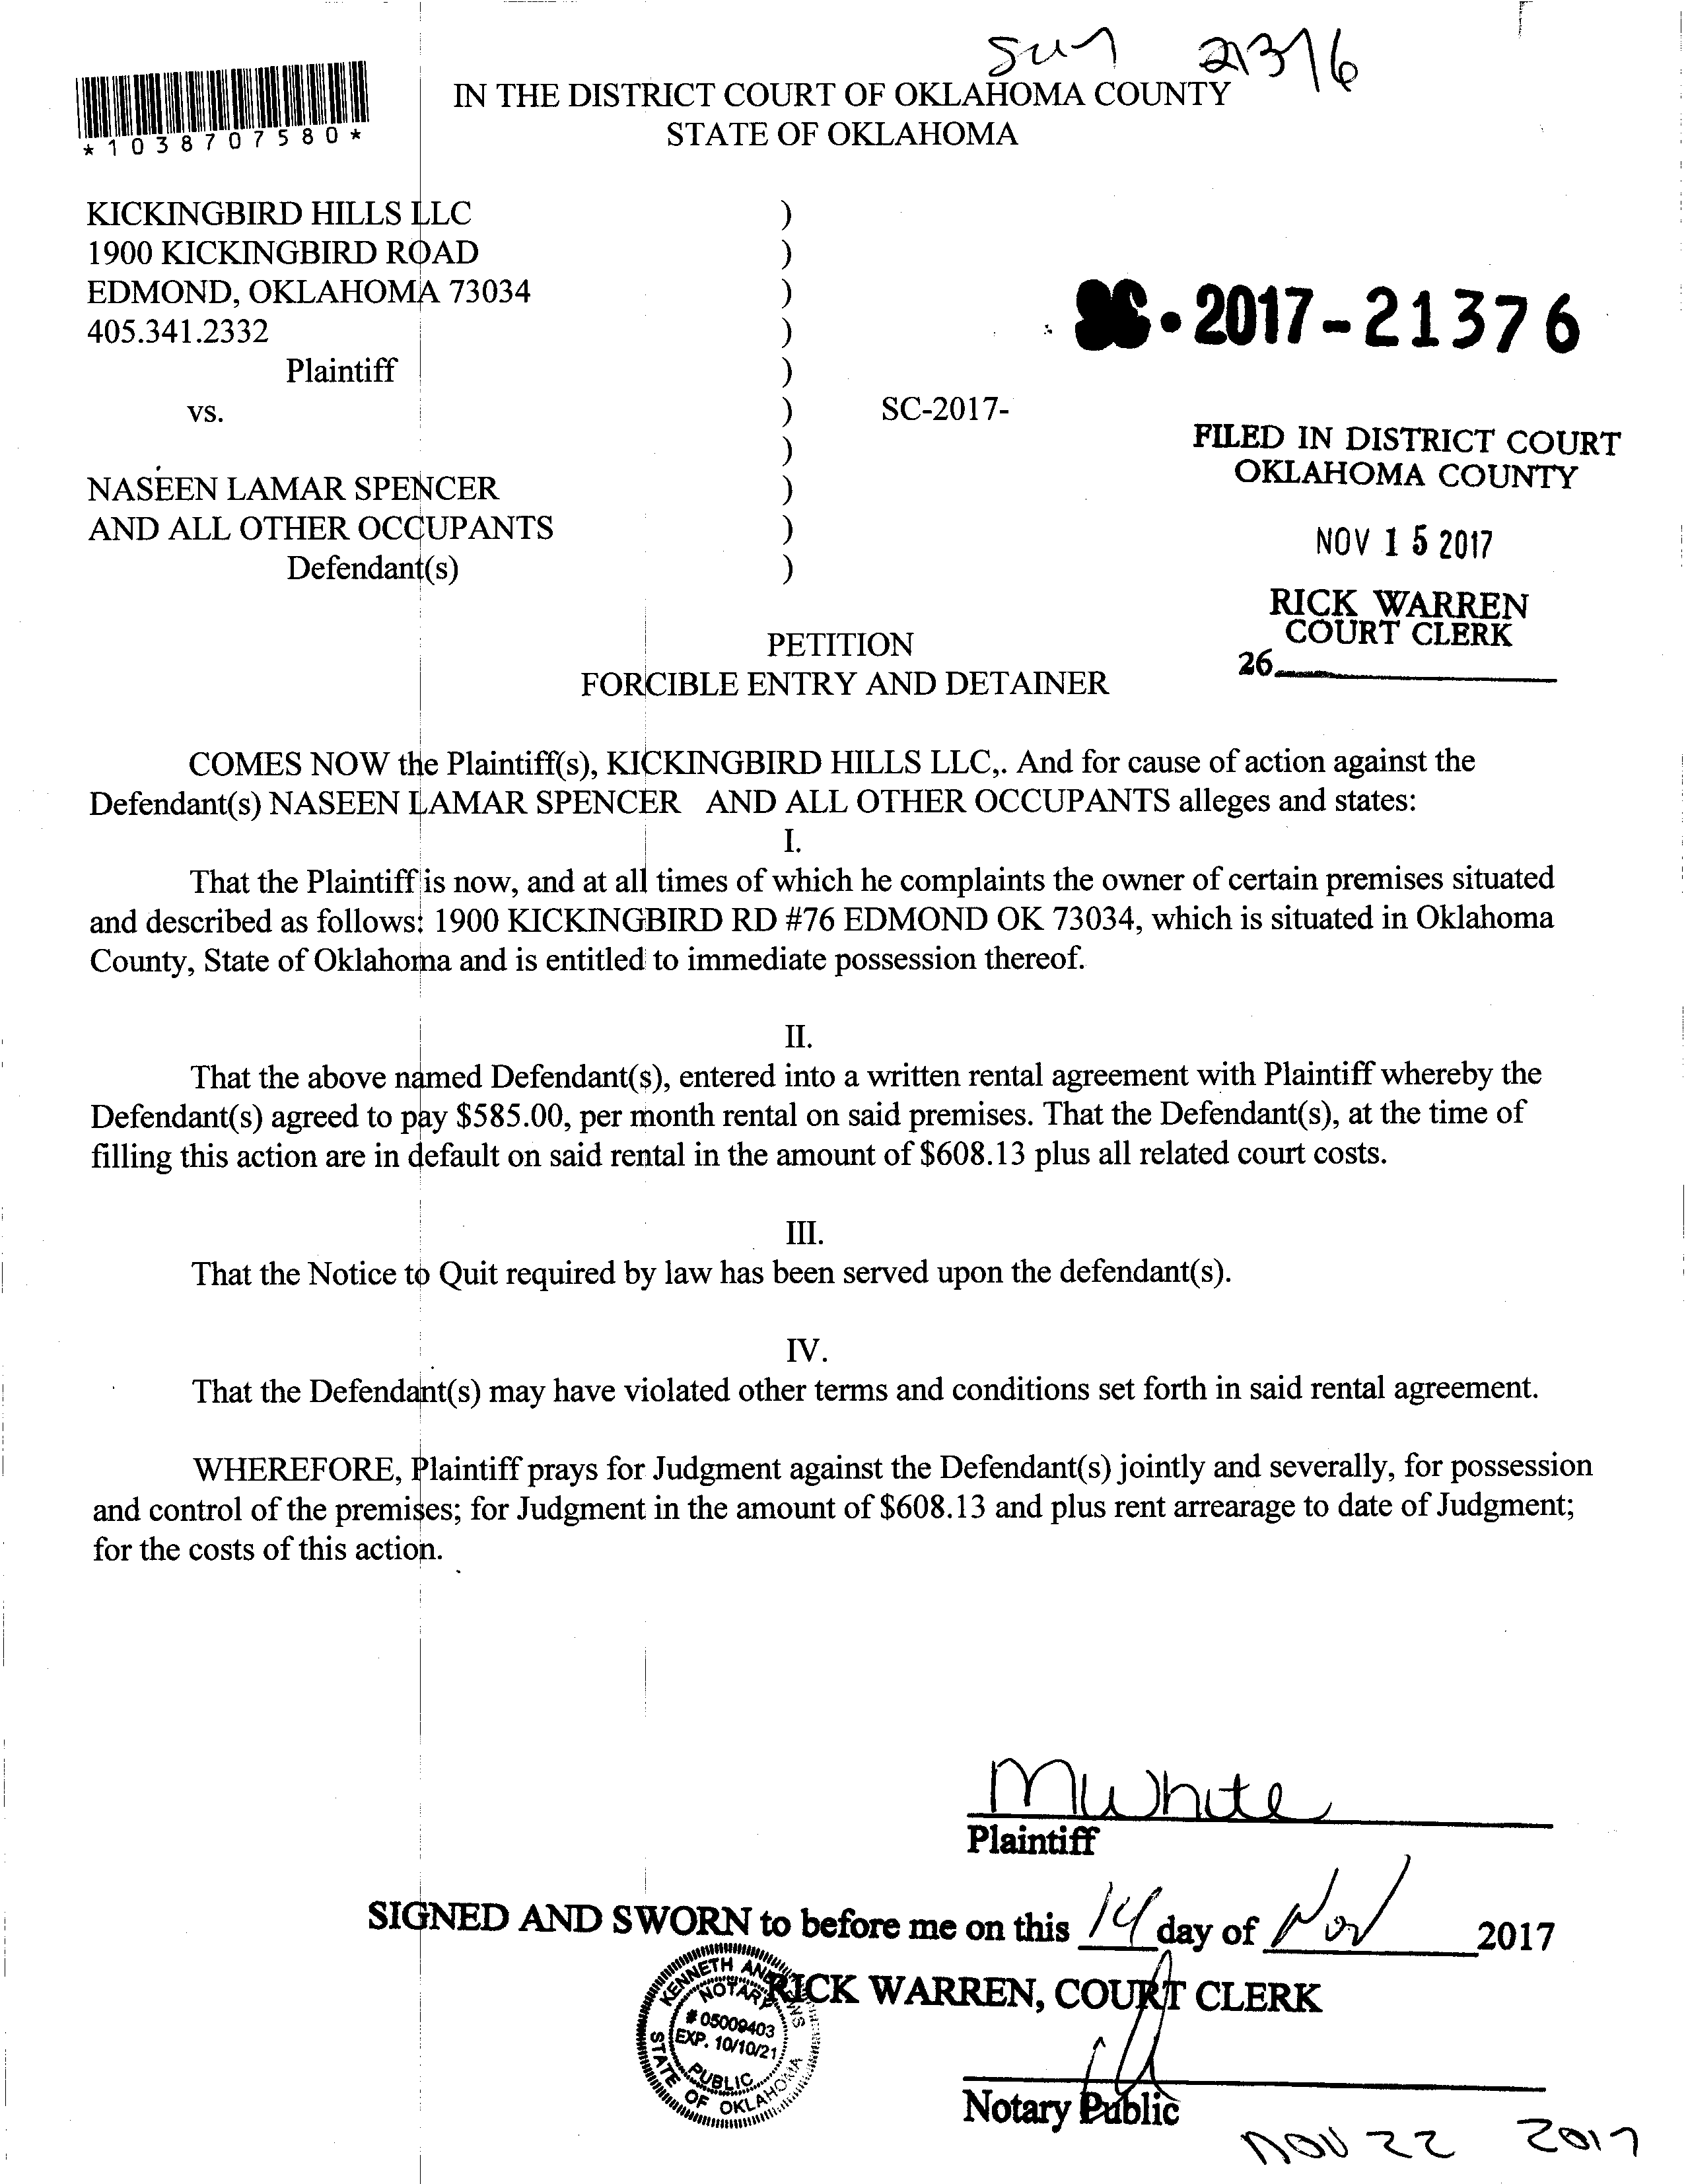 21376
*1038707580*
IN THE DISTRICT COURT OF OKLAHOMA COUNTY
STATE OF OKLAHOMA
KICKINGBIRD HILLS LLC )
1900 KICKINGBIRD ROAD )
EDMOND, OKLAHOMA 73034 )
405.341.2332 )
Plaintiff )
SC-2017-21376
vs. ) SC-2017-
)
FILED IN DISTRICT COURT
OKLAHOMA COUNTY
NASEEN LAMAR SPENCER )
AND ALL OTHER OCCUPANTS )
Defendant(s) )
NOV 15 2017
RICK WARREN
COURT CLERK
26
PETITION
FORCIBLE ENTRY AND DETAINER
COMES NOW the Plaintiff(s), KICKINGBIRD HILLS LLC,. And for cause of action against the
Defendant(s) NASEEN LAMAR SPENCER AND ALL OTHER OCCUPANTS alleges and states:
I.
That the Plaintiff is now, and at all times of which he complaints the owner of certain premises situated
and described as follows: 1900 KICKINGBIRD RD #76 EDMOND OK 73034, which is situated in Oklahoma
County, State of Oklahoma and is entitled to immediate possession thereof.
II.
That the above named Defendant(s), entered into a written rental agreement with Plaintiff whereby the
Defendant(s) agreed to pay $585.00, per month rental on said premises. That the Defendant(s), at the time of
filling this action are in default on said rental in the amount of $608.13 plus all related court costs.
III.
That the Notice to Quit required by law has been served upon the defendant(s).
IV.
That the Defendant(s) may have violated other terms and conditions set forth in said rental agreement.
WHEREFORE, Plaintiff prays for Judgment against the Defendant(s) jointly and severally, for possession
and control of the premises; for Judgment in the amount of $608.13 and plus rent arrearage to date of Judgment;
for the costs of this action.
MWhite
Plaintiff
SIGNED AND SWORN to before me on this 14 day of Nov 2017
RICK WARREN, COURT CLERK
KENNETH ANDREWS
NOTARY
# 05009403
EXP. 10/10/21
PUBLIC
STATE OF OKLAHOMA
Notary Public
NOV 22 2017